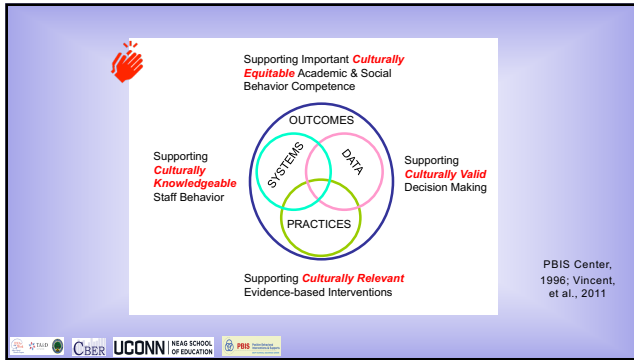 Supporting Important Culturally
Equitable Academic & Social
Behavior Competence
OUTCOMES
SYSTEMS
DATA
PRACTICES
Supporting
Culturally
Knowledgeable
Staff Behavior
Supporting
Culturally Valid
Decision Making
Supporting Culturally Relevant
Evidence-based Interventions
PBIS Center,
1996; Vincent,
et al., 2011
CBER
UCONN
NEAG SCHOOL
OF EDUCATION
PBIS